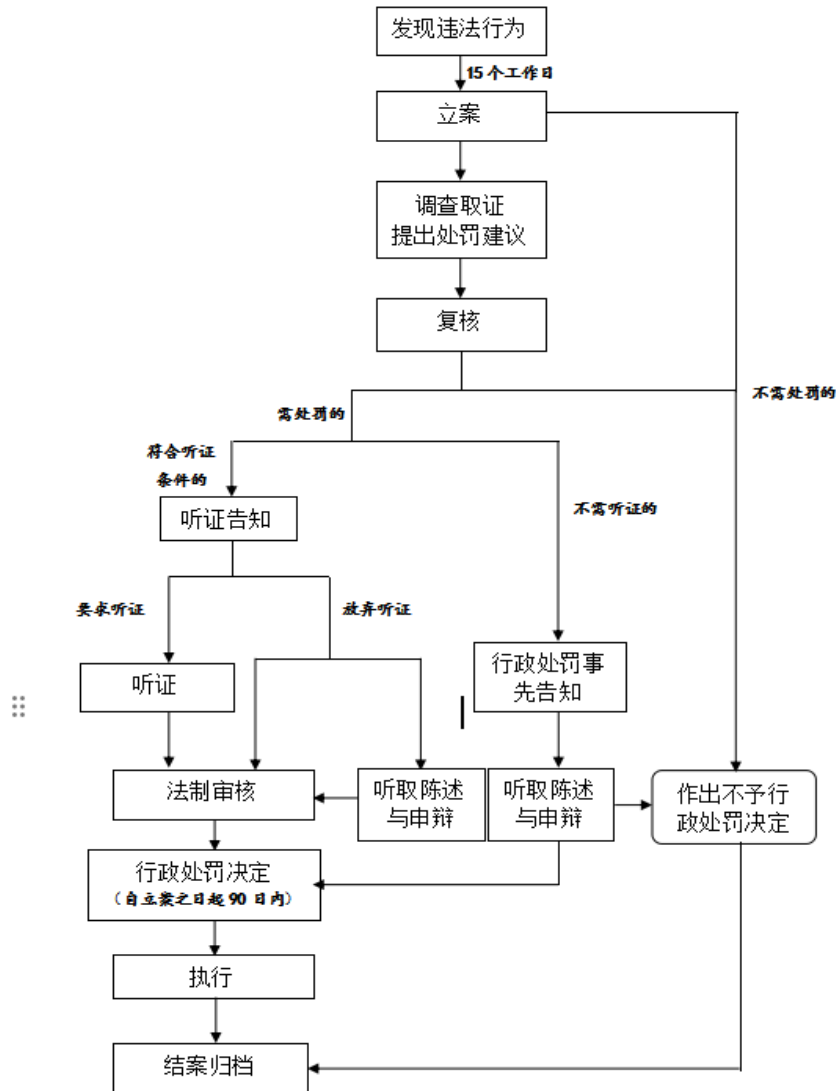 发现违法行为
15个工作日
立案
调查取证
提出处罚建议
复核
不需处罚的
需处罚的
符合听证
条件的
听证告知
不需听证的
要求听证
放弃听证
听证
行政处罚事
先告知
法制审核
听取陈述
与申辩
听取陈述
与申辩
作出不予行
政处罚决定
行政处罚决定
（自立案之日起90日内）
执行
结案归档